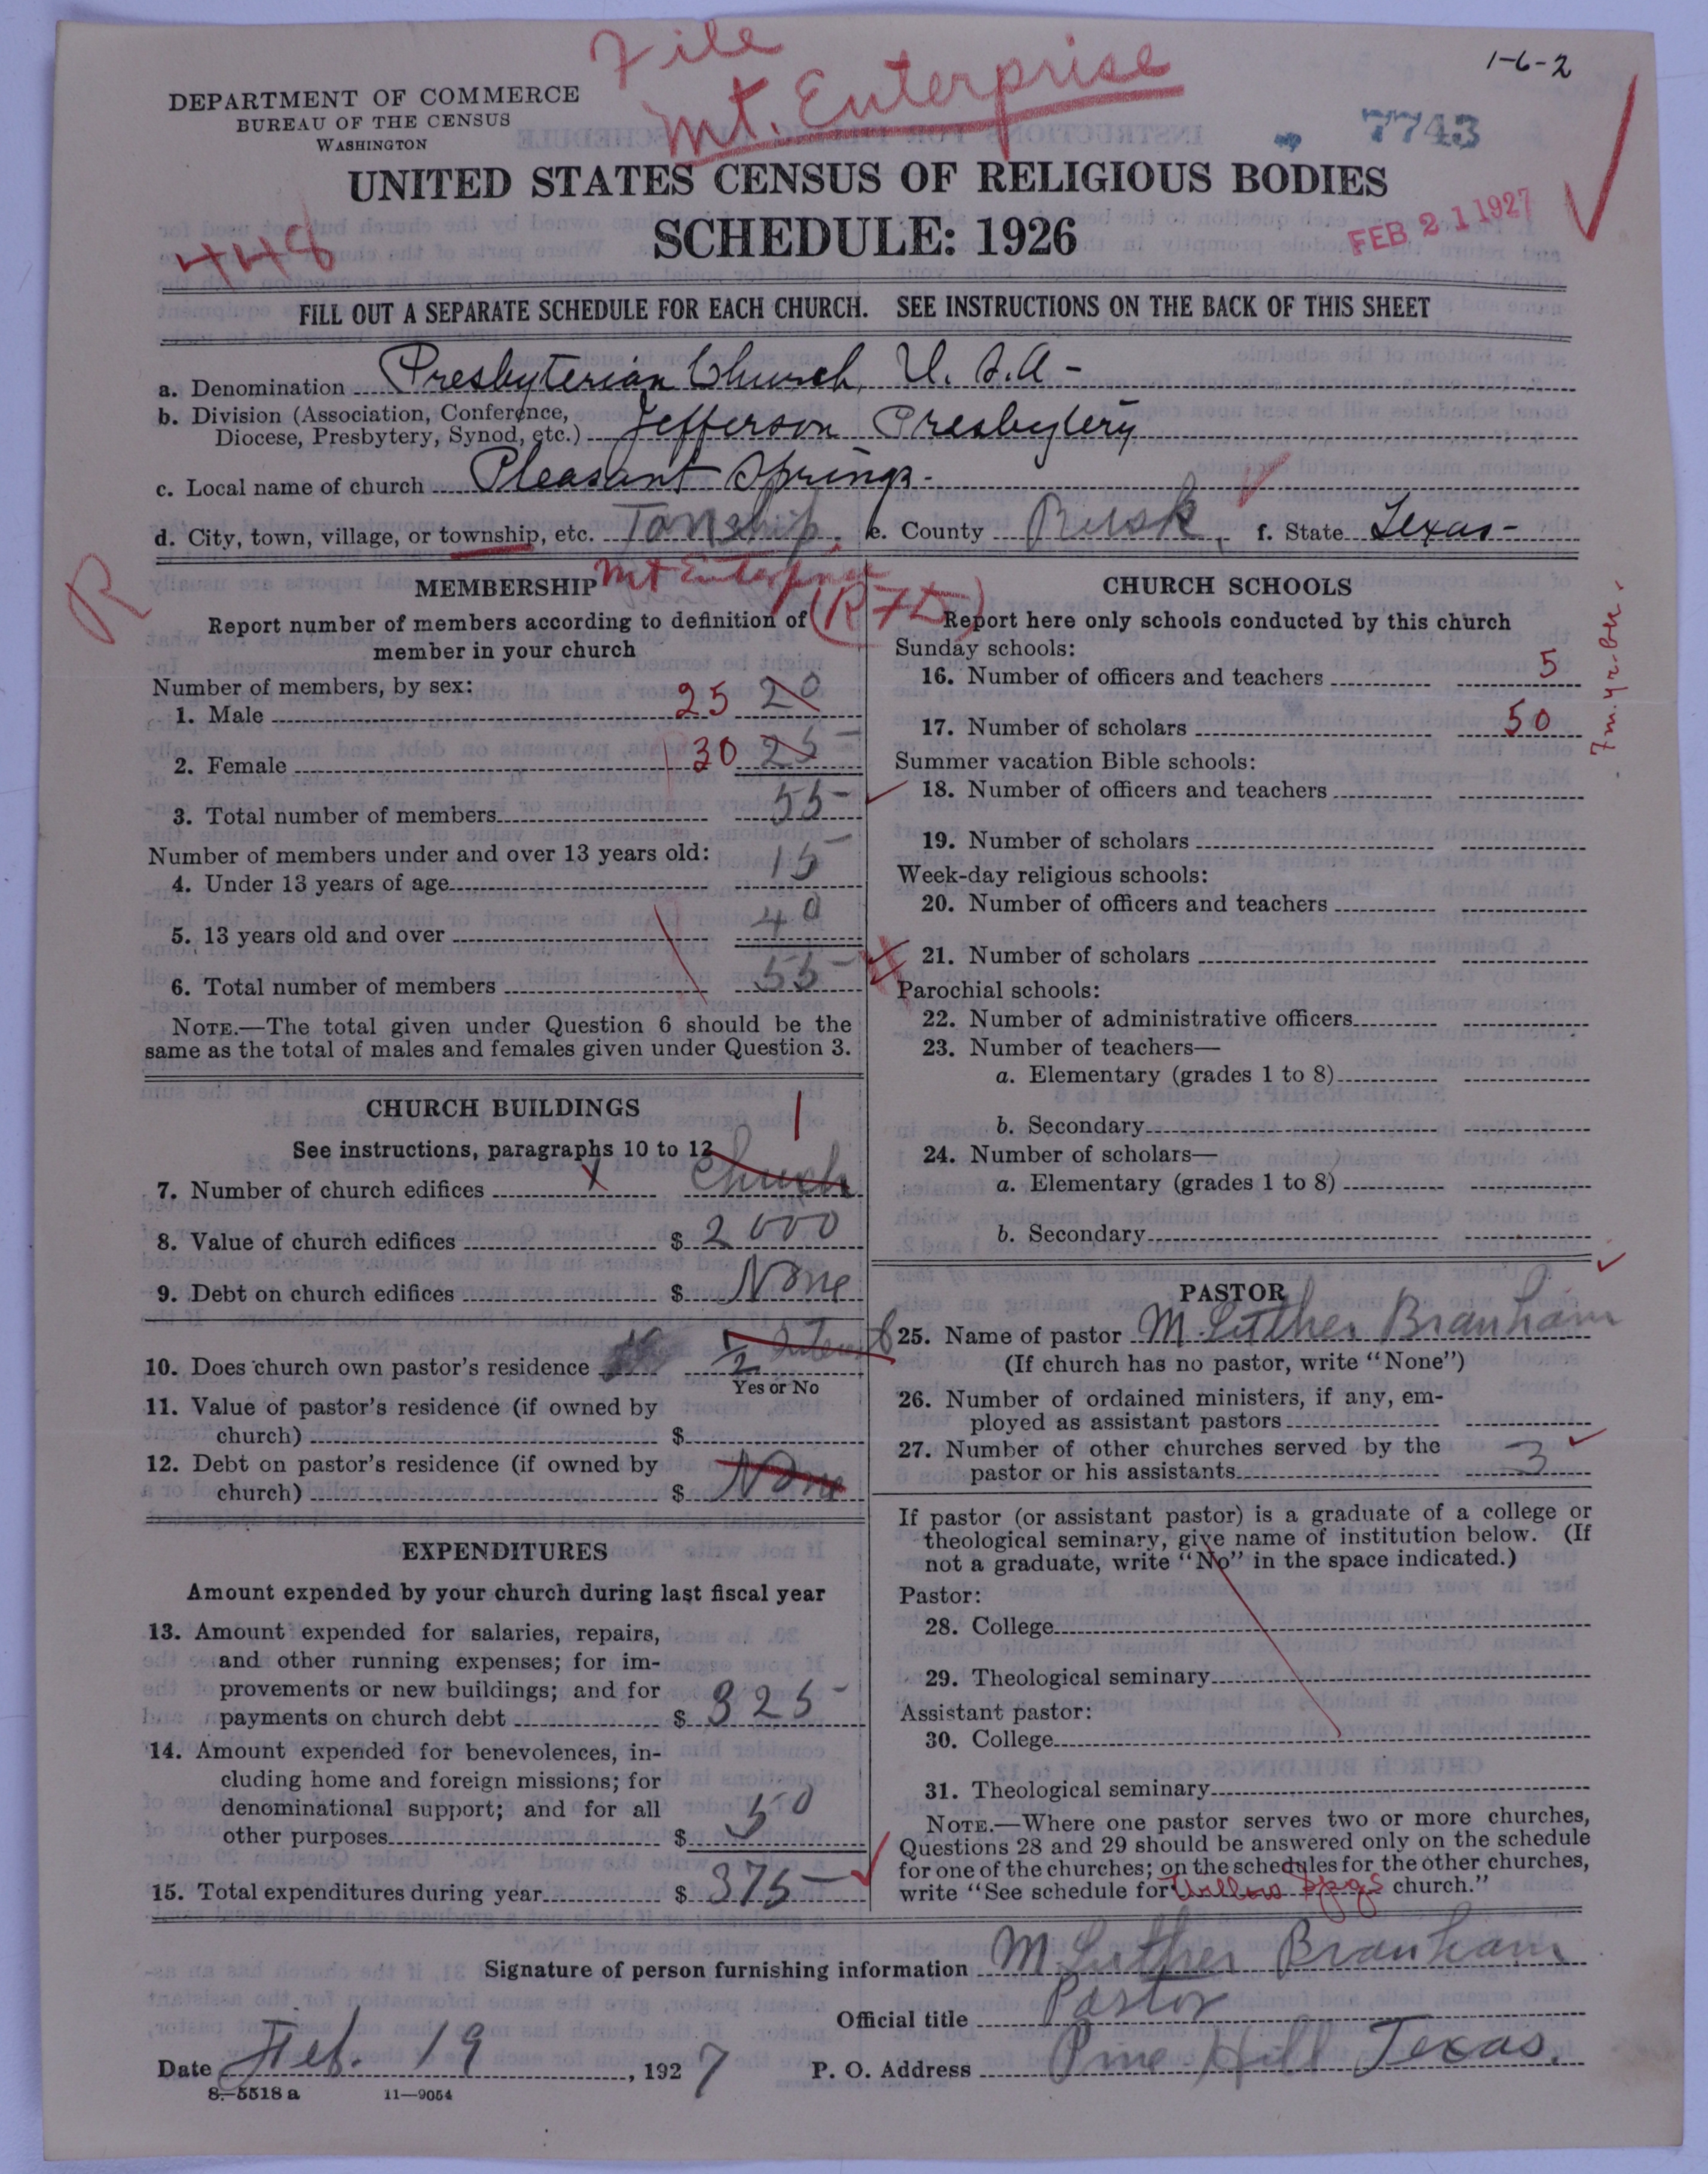 File
Mt. Enterprise
1-6-2
DEPARTMENT OF COMMERCE
BUREAU OF THE CENSUS
WASHINGTON
7743
UNITED STATES CENSUS OF RELIGIOUS BODIES
SCHEDULE: 1926
448
FEB 21 1927
FILL OUT A SEPARATE SCHEDULE FOR EACH CHURCH. SEE INSTRUCTIONS ON THE BACK OF THIS SHEET
a. Denomination Presbyterian Church, U.S.A-
b. Division (Association, Conference,
Diocese, Presbytery, Synod, etc.) Jefferson Presbytery
c. Local name of church Pleasant Springs-
d. City, town, village, or township, etc. Township. e. County Rusk, f. State Texas-
R
Mt Enterprise
(RFD)
MEMBERSHIP
Report number of members according to definition of
member in your church
Number of members, by sex:
1. Male 25 20
2. Female 30 25
3. Total number of members 55
Number of members under and over 13 years old:
4. Under 13 years of age 15
5. 13 years old and over 40
6. Total number of members 55
NOTE.—The total given under Question 6 should be the
same as the total of males and females given under Question 3.
CHURCH BUILDINGS
See instructions, paragraphs 10 to 12
1
7. Number of church edifices Church
8. Value of church edifices $ 2000
9. Debt on church edifices $ None
10. Does church own pastor's residence 1/2 Interest
Yes or No
11. Value of pastor's residence (if owned by
church) $
12. Debt on pastor's residence (if owned by
church) $ None
EXPENDITURES
Amount expended by your church during last fiscal year
13. Amount expended for salaries, repairs,
and other running expenses; for im-
provements or new buildings; and for
payments on church debt $ 325
14. Amount expended for benevolences, in-
cluding home and foreign missions; for
denominational support; and for all
other purposes $ 50
15. Total expenditures during year $ 375
CHURCH SCHOOLS
Report here only schools conducted by this church
Sunday schools:
16. Number of officers and teachers 5
17. Number of scholars 50
Summer vacation Bible schools:
18. Number of officers and teachers
19. Number of scholars
Week-day religious schools:
20. Number of officers and teachers
21. Number of scholars
Parochial schools:
22. Number of administrative officers
23. Number of teachers—
a. Elementary (grades 1 to 8)
b. Secondary
24. Number of scholars—
a. Elementary (grades 1 to 8)
b. Secondary
PASTOR
25. Name of pastor M. Luther Branham
(If church has no pastor, write "None")
26. Number of ordained ministers, if any, em-
ployed as assistant pastors
27. Number of other churches served by the
pastor or his assistants 3
If pastor (or assistant pastor) is a graduate of a college or
theological seminary, give name of institution below. (If
not a graduate, write "No" in the space indicated.)
Pastor:
28. College
29. Theological seminary
Assistant pastor:
30. College
31. Theological seminary
NOTE.—Where one pastor serves two or more churches,
Questions 28 and 29 should be answered only on the schedule
for one of the churches; on the schedules for the other churches,
write "See schedule for Spgs church."
Signature of person furnishing information M Luther Branham
Official title Pastor
Date Feb. 19, 1927 P. O. Address Pine Hill Texas.
8—5518 a 11—9054